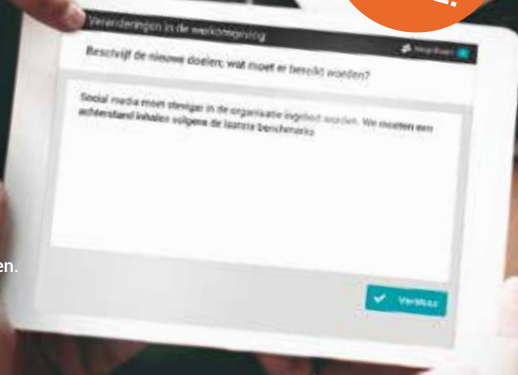 Veranderingen in de werkomgeving
Beschrijf de nieuwe doelen; wat moet er bereikt worden?
Social media moet steviger in de organisatie ingebed worden. We moeten een
achterstand inhalen volgens de laatste benchmarks
Verstuur
en.